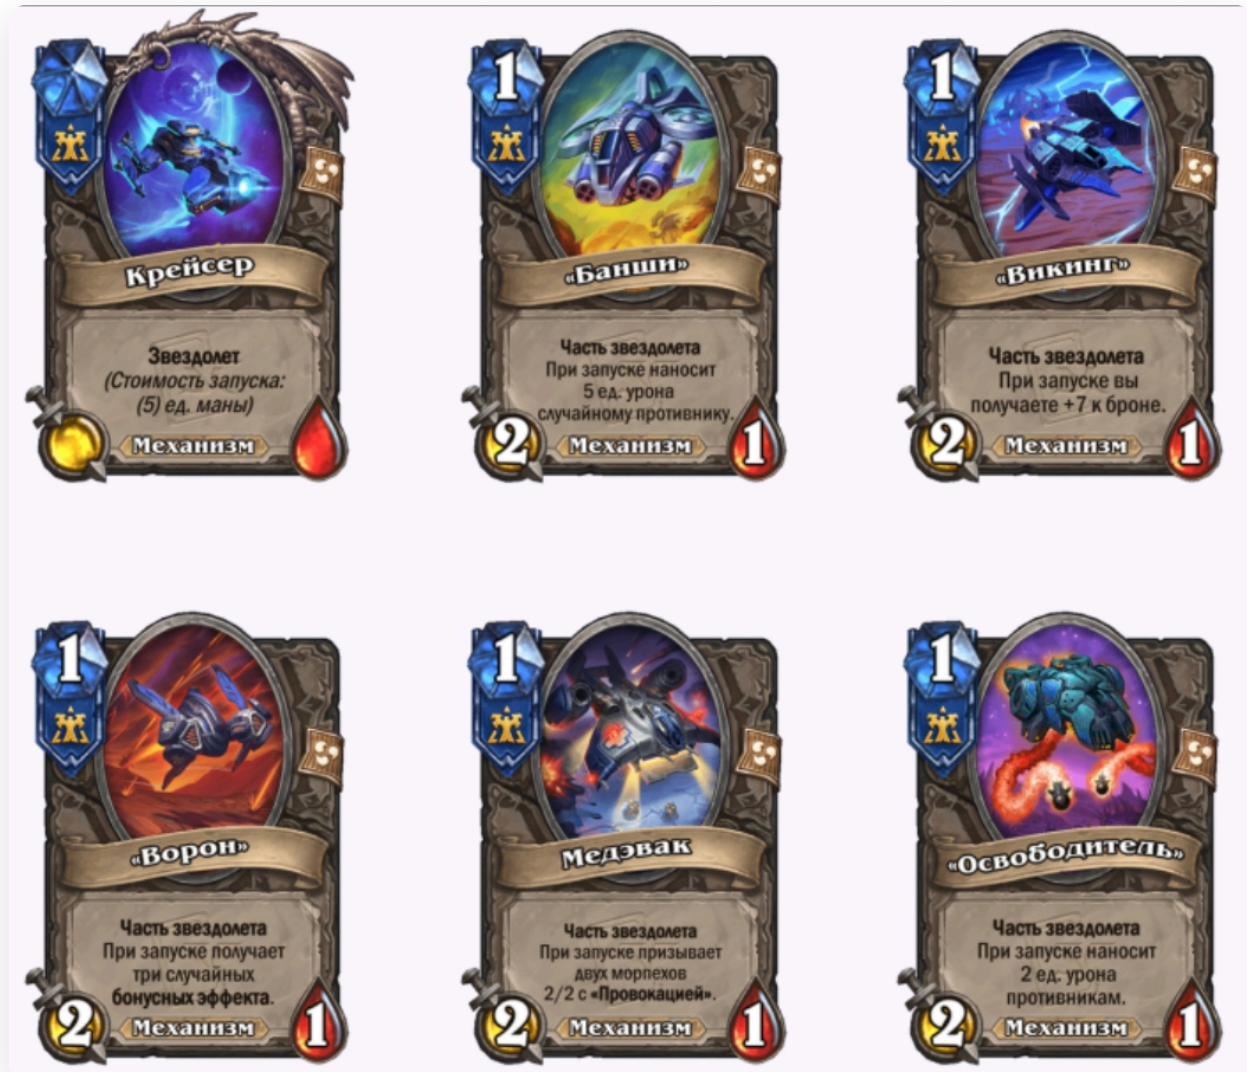 Крейсер
Звездолет
(Стоимость запуска:
(5) ед. маны)
Механизм
1
«Банши»
Часть звездолета
При запуске наносит
5 ед. урона
случайному противнику.
2
Механизм
1
1
«Викинг»
Часть звездолета
При запуске вы
получаете +7 к броне.
2
Механизм
1
1
«Ворон»
Часть звездолета
При запуске получает
три случайных
бонусных эффекта.
2
Механизм
1
1
Медэвак
Часть звездолета
При запуске призывает
двух морпехов
2/2 с «Провокацией».
2
Механизм
1
1
«Освободитель»
Часть звездолета
При запуске наносит
2 ед. урона
противникам.
2
Механизм
1